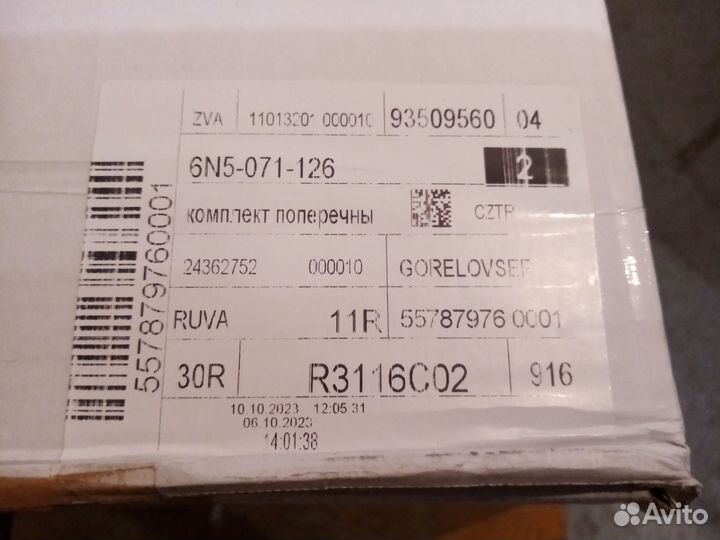 ZVA 11013201 000010 93509560 04
6N5-071-126 2
комплект поперечны CZTP
24362752 000010 GORELOVSEF
RUVA 11R 55787976 0001
30R R3116C02 916
10.10.2023 12:05:31
06.10.2023
14:01:38
557879760001
Avito